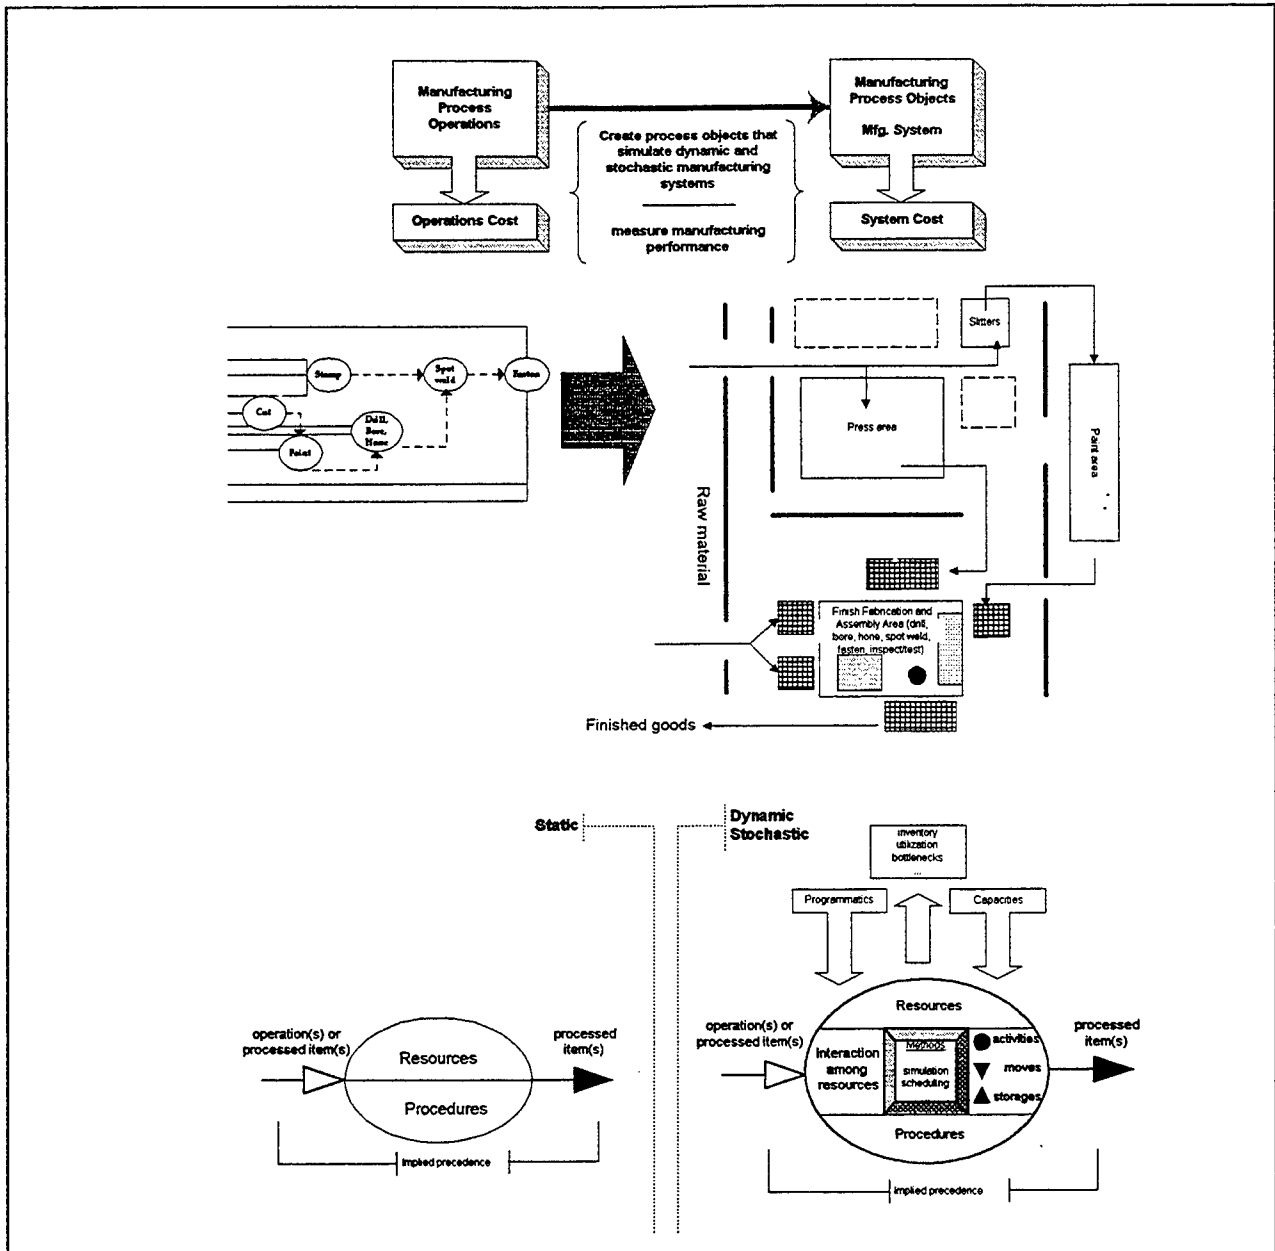 Manufacturing
Process
Operations
Manufacturing
Process Objects
Mfg. System
Create process objects that
simulate dynamic and
stochastic manufacturing
systems
measure manufacturing
performance
Operations Cost
System Cost
Stamp
Spot
weld
Fasten
Cut
Drill,
Bore,
Hone
Paint
Slitters
Press area
Paint area
Raw material
Finish Fabrication and
Assembly Area (drill,
bore, hone, spot weld,
fasten, inspect/test)
Finished goods
Static
Dynamic
Stochastic
Inventory
utilization
bottlenecks
...
Programmatics
Capacities
operation(s) or
processed item(s)
Resources
Procedures
processed
item(s)
Implied precedence
operation(s) or
processed item(s)
Resources
Interaction
among
resources
Methods
simulation
scheduling
activities
moves
storages
Procedures
processed
item(s)
Implied precedence